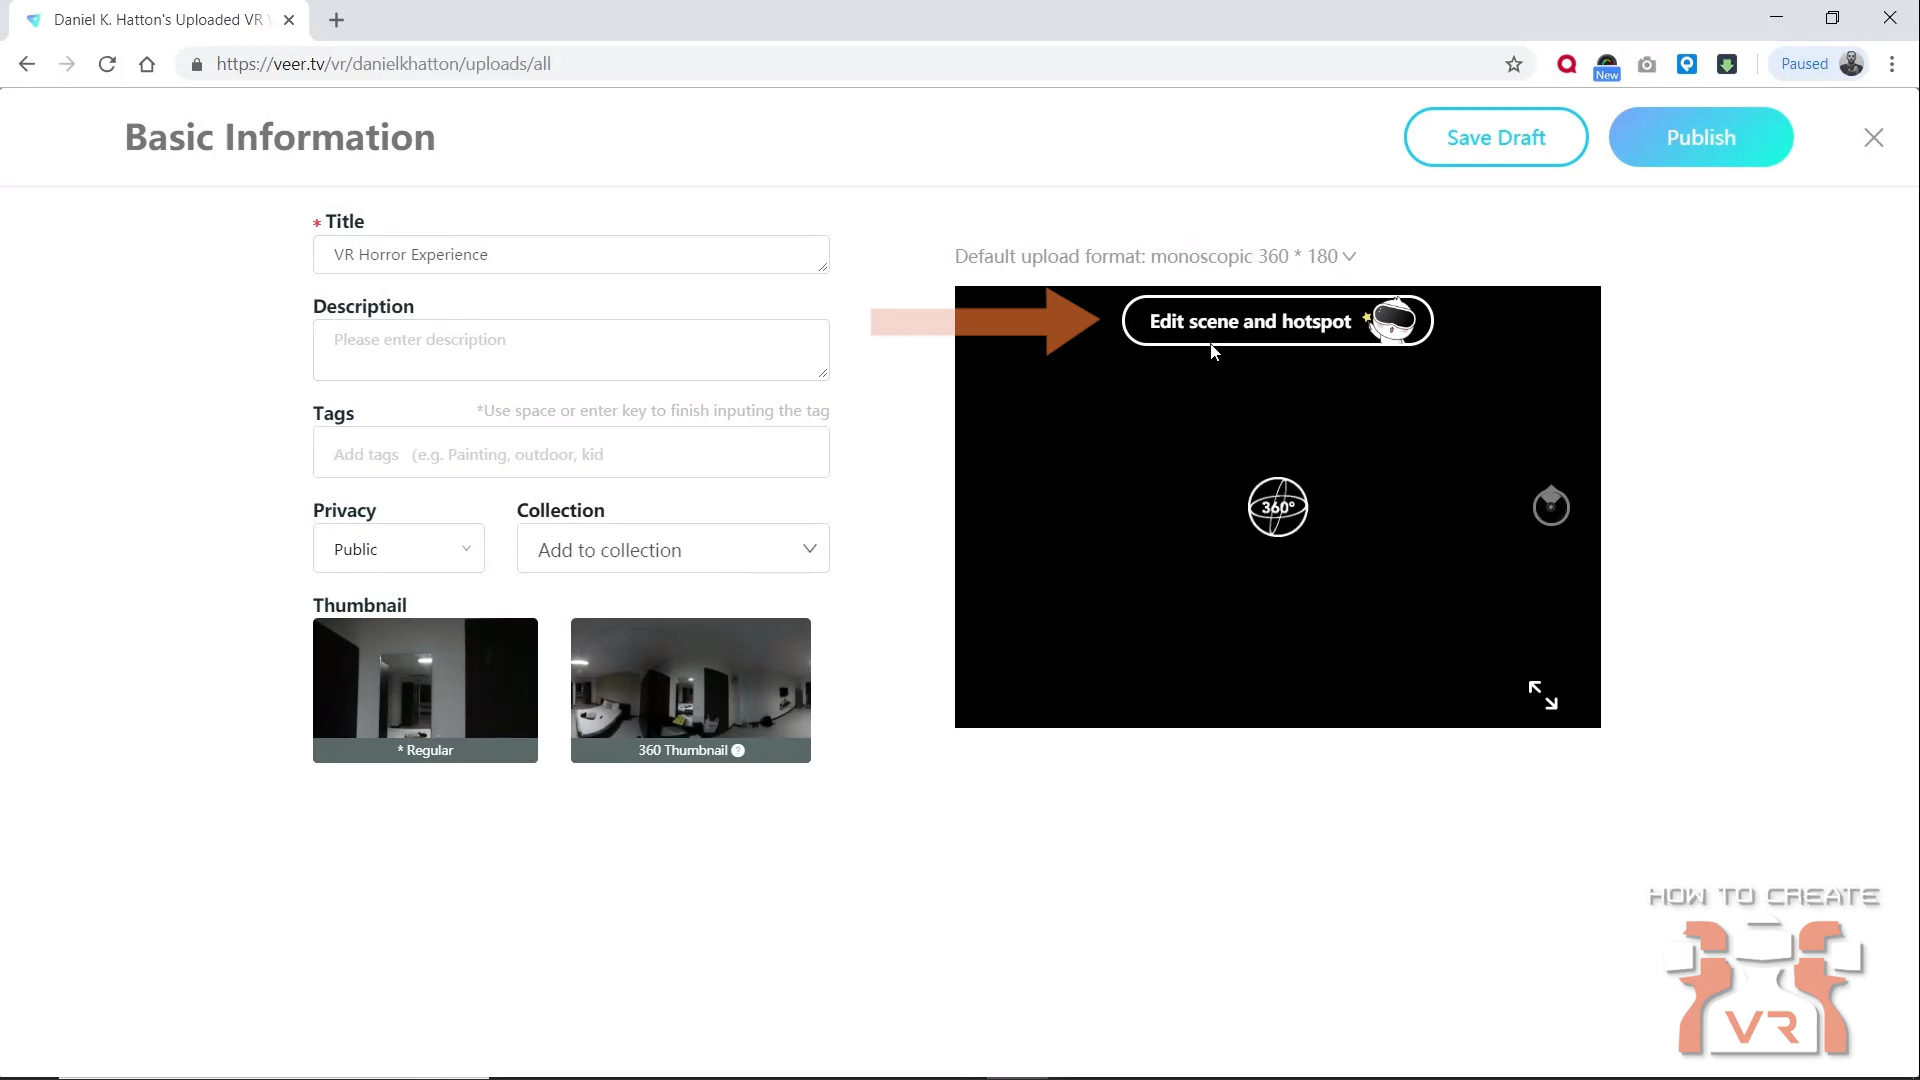 Daniel K. Hatton's Uploaded VR
https://veer.tv/vr/danielkhatton/uploads/all
New
Paused
Basic Information
Save Draft
Publish
* Title
VR Horror Experience
Default upload format: monoscopic 360 * 180
Description
Please enter description
Edit scene and hotspot
Tags
*Use space or enter key to finish inputing the tag
Add tags (e.g. Painting, outdoor, kid
360°
Privacy
Collection
Public
Add to collection
Thumbnail
* Regular
360 Thumbnail ?
HOW TO CREATE
VR